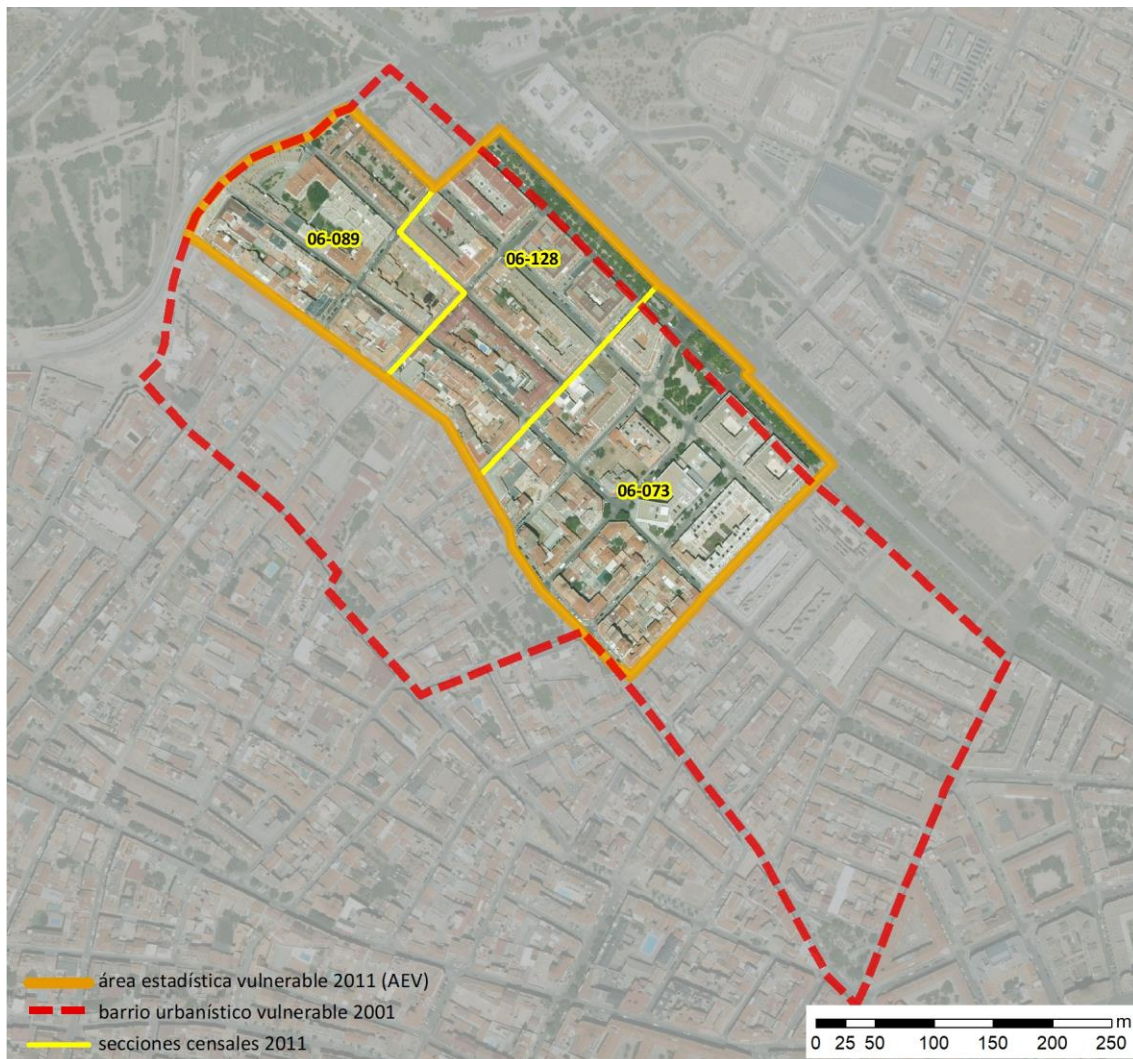 06-089
06-128
06-073
área estadística vulnerable 2011 (AEV)
barrio urbanístico vulnerable 2001
secciones censales 2011
m
0 25 50 100 150 200 250